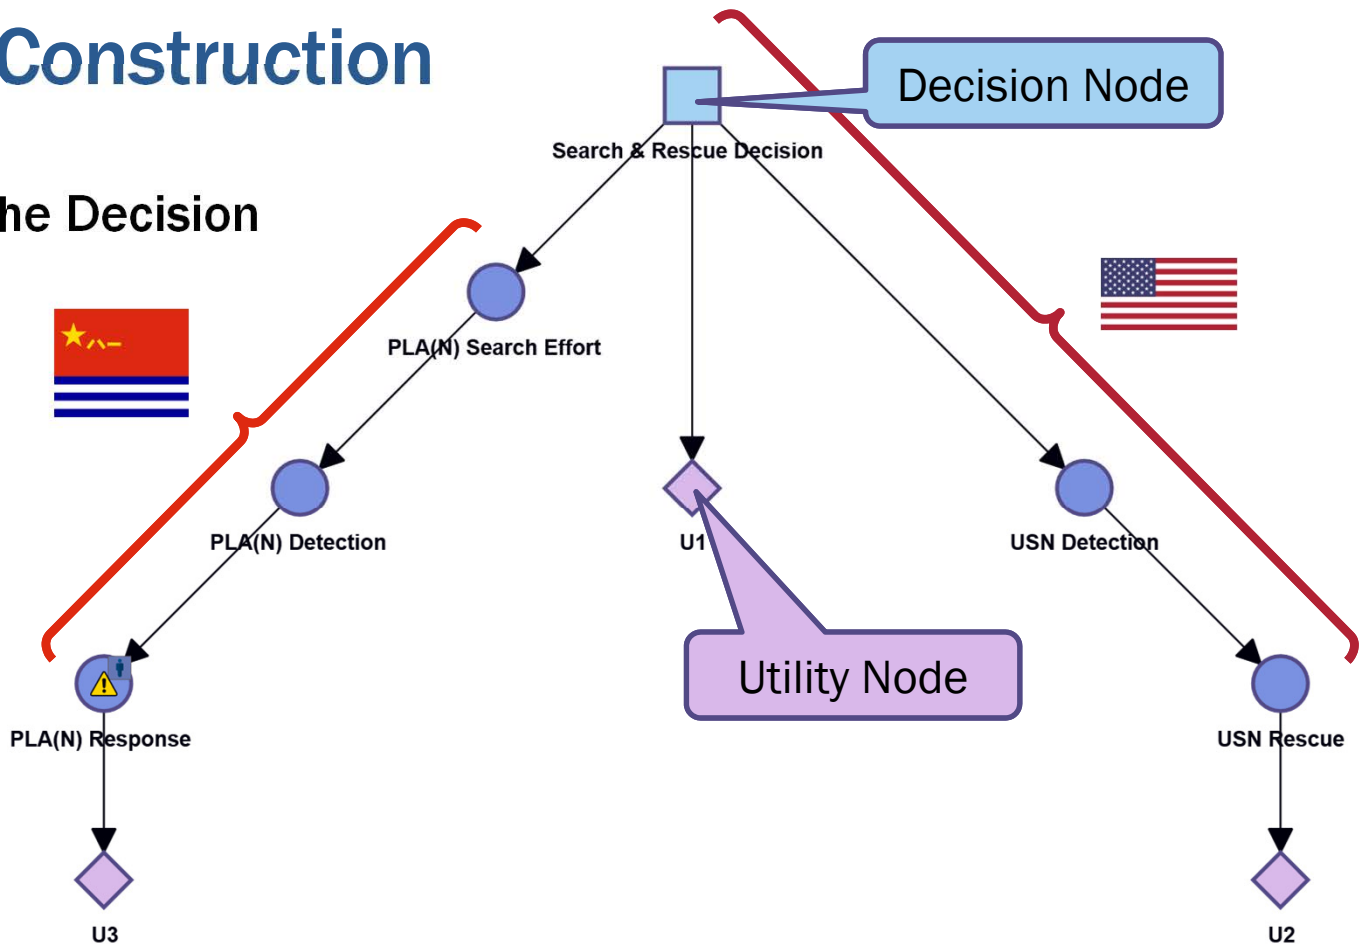 Construction
Decision Node
Search & Rescue Decision
he Decision
PLA(N) Search Effort
PLA(N) Detection
U1
USN Detection
Utility Node
PLA(N) Response
USN Rescue
U3
U2